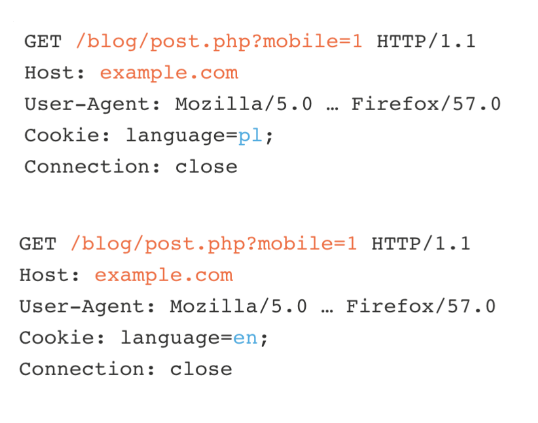 GET /blog/post.php?mobile=1 HTTP/1.1
Host: example.com
User-Agent: Mozilla/5.0 … Firefox/57.0
Cookie: language=pl;
Connection: close
GET /blog/post.php?mobile=1 HTTP/1.1
Host: example.com
User-Agent: Mozilla/5.0 … Firefox/57.0
Cookie: language=en;
Connection: close